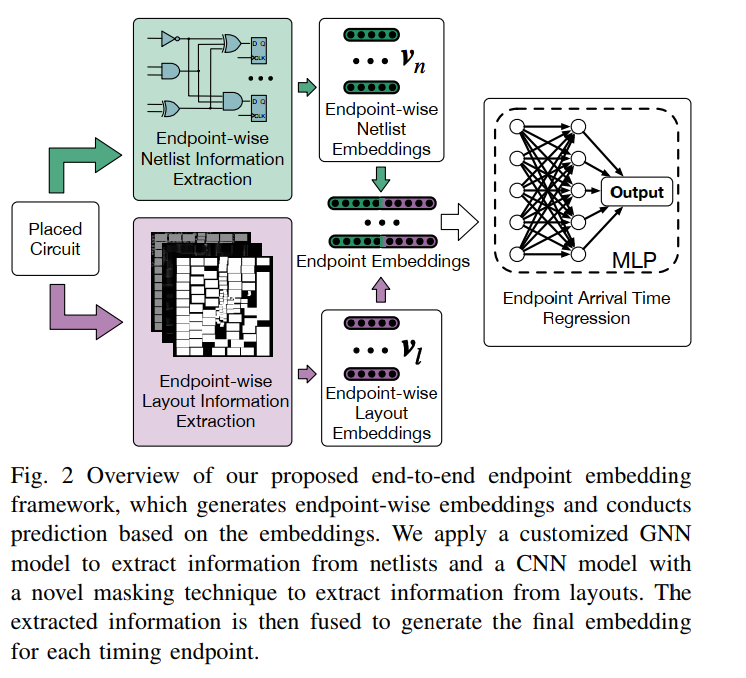 Placed
Circuit
D Q
CLK
D Q
CLK
Endpoint-wise
Netlist Information
Extraction
vn
Endpoint-wise
Netlist
Embeddings
Endpoint Embeddings
Endpoint-wise
Layout Information
Extraction
vl
Endpoint-wise
Layout
Embeddings
Output
MLP
Endpoint Arrival Time
Regression
Fig. 2 Overview of our proposed end-to-end endpoint embedding
framework, which generates endpoint-wise embeddings and conducts
prediction based on the embeddings. We apply a customized GNN
model to extract information from netlists and a CNN model with
a novel masking technique to extract information from layouts. The
extracted information is then fused to generate the final embedding
for each timing endpoint.